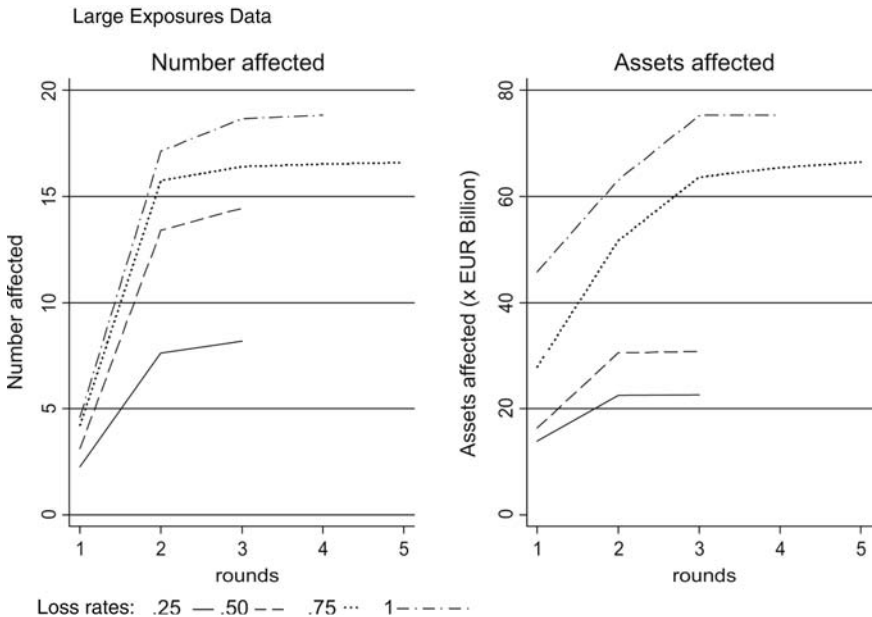 Large Exposures Data
Number affected
Number affected
20
15
10
5
0
1 2 3 4 5
rounds
Assets affected
Assets affected (x EUR Billion)
80
60
40
20
0
1 2 3 4 5
rounds
Loss rates: .25 .50 .75 1